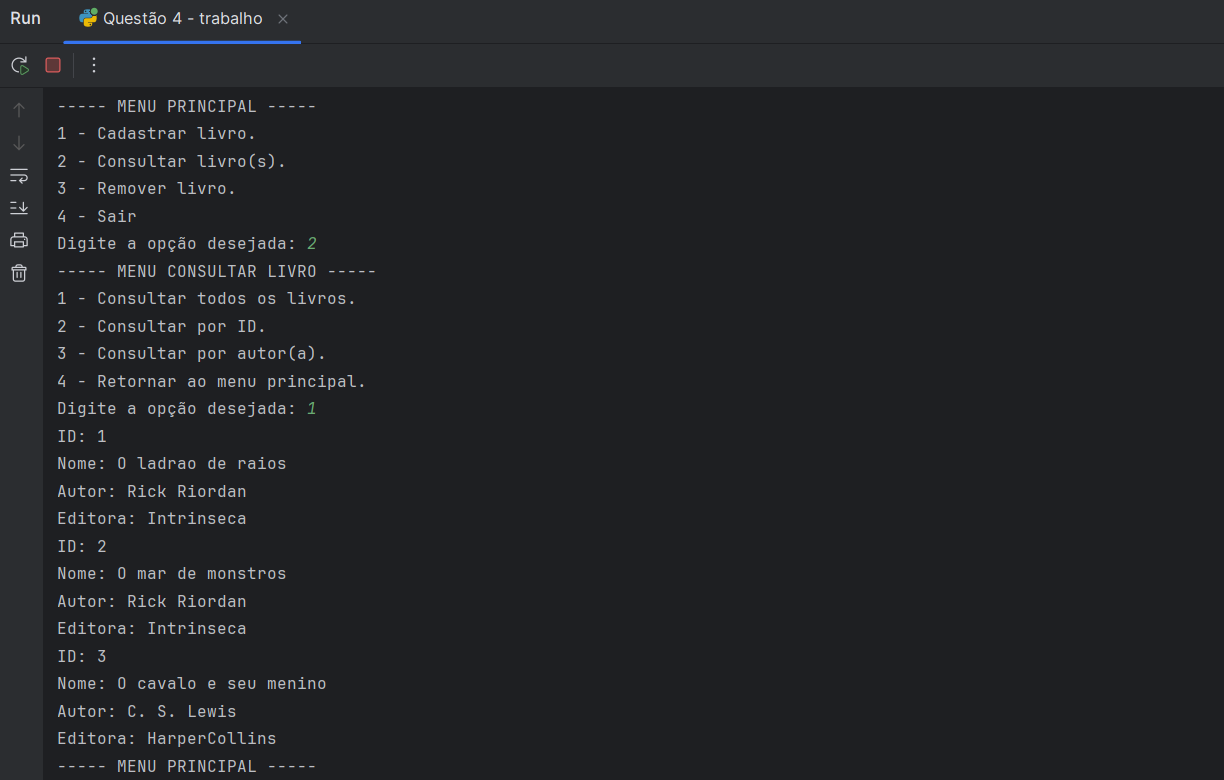 Run
Questão 4 - trabalho
----- MENU PRINCIPAL -----
1 - Cadastrar livro.
2 - Consultar livro(s).
3 - Remover livro.
4 - Sair
Digite a opção desejada: 2
----- MENU CONSULTAR LIVRO -----
1 - Consultar todos os livros.
2 - Consultar por ID.
3 - Consultar por autor(a).
4 - Retornar ao menu principal.
Digite a opção desejada: 1
ID: 1
Nome: O ladrao de raios
Autor: Rick Riordan
Editora: Intrinseca
ID: 2
Nome: O mar de monstros
Autor: Rick Riordan
Editora: Intrinseca
ID: 3
Nome: O cavalo e seu menino
Autor: C. S. Lewis
Editora: HarperCollins
----- MENU PRINCIPAL -----